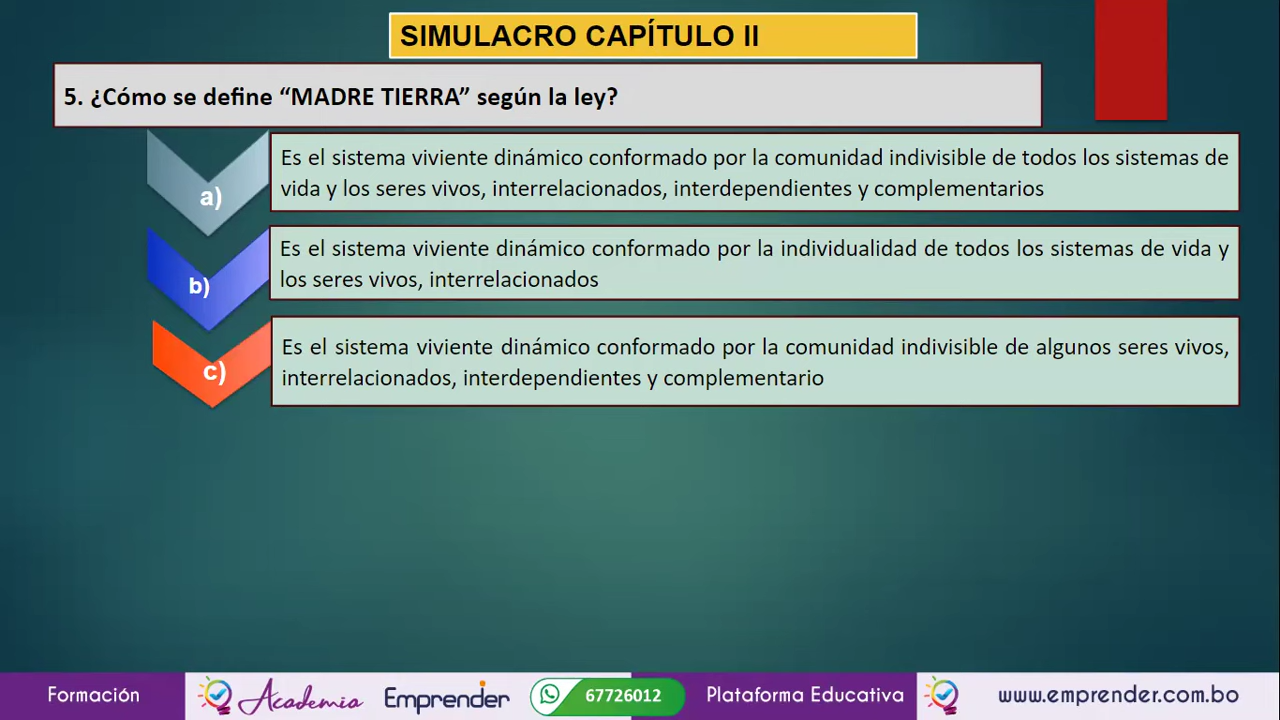 SIMULACRO CAPÍTULO II
5. ¿Cómo se define “MADRE TIERRA” según la ley?
a)
Es el sistema viviente dinámico conformado por la comunidad indivisible de todos los sistemas de
vida y los seres vivos, interrelacionados, interdependientes y complementarios
b)
Es el sistema viviente dinámico conformado por la individualidad de todos los sistemas de vida y
los seres vivos, interrelacionados
c)
Es el sistema viviente dinámico conformado por la comunidad indivisible de algunos seres vivos,
interrelacionados, interdependientes y complementario
Formación
Academia Emprender
67726012
Plataforma Educativa
www.emprender.com.bo